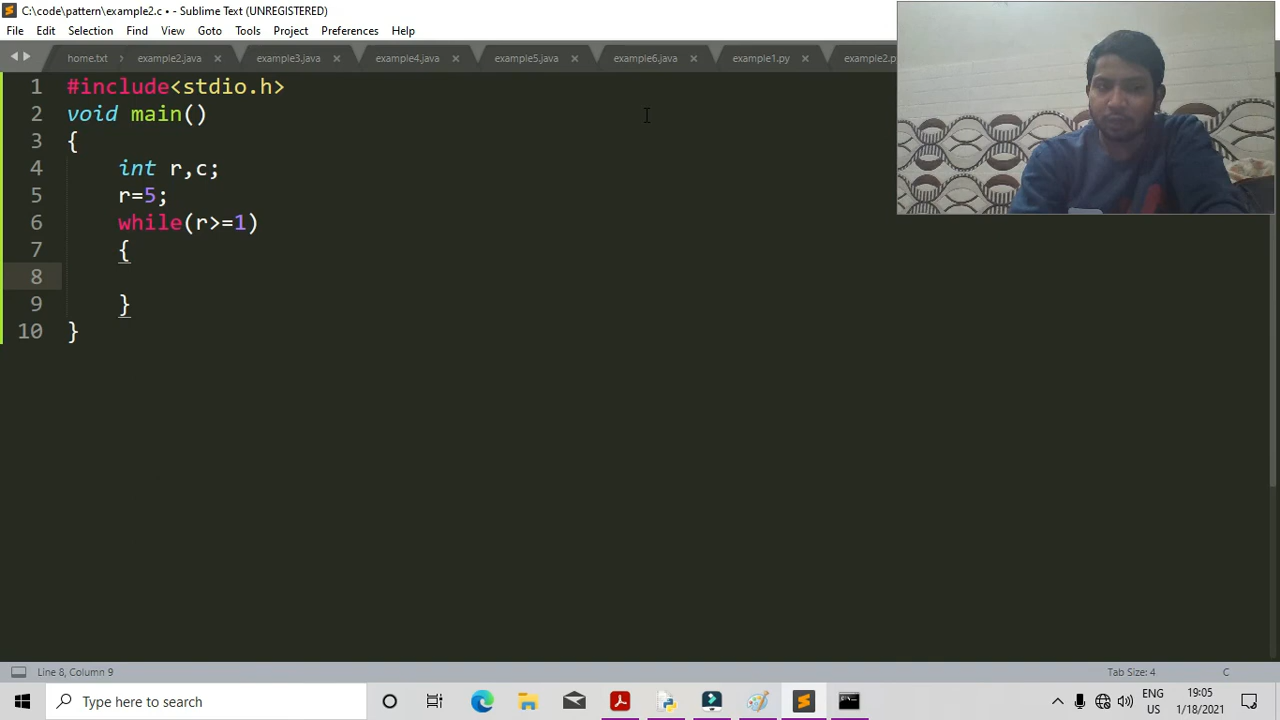 C:\code\pattern\example2.c • - Sublime Text (UNREGISTERED)
File Edit Selection Find View Goto Tools Project Preferences Help
home.txt example2.java example3.java example4.java example5.java example6.java example1.py example2.p
1 #include<stdio.h>
2 void main()
3 {
4 int r,c;
5 r=5;
6 while(r>=1)
7 {
8
9 }
10 }
Line 8, Column 9 Tab Size: 4 C
Type here to search
ENG 19:05
US 1/18/2021